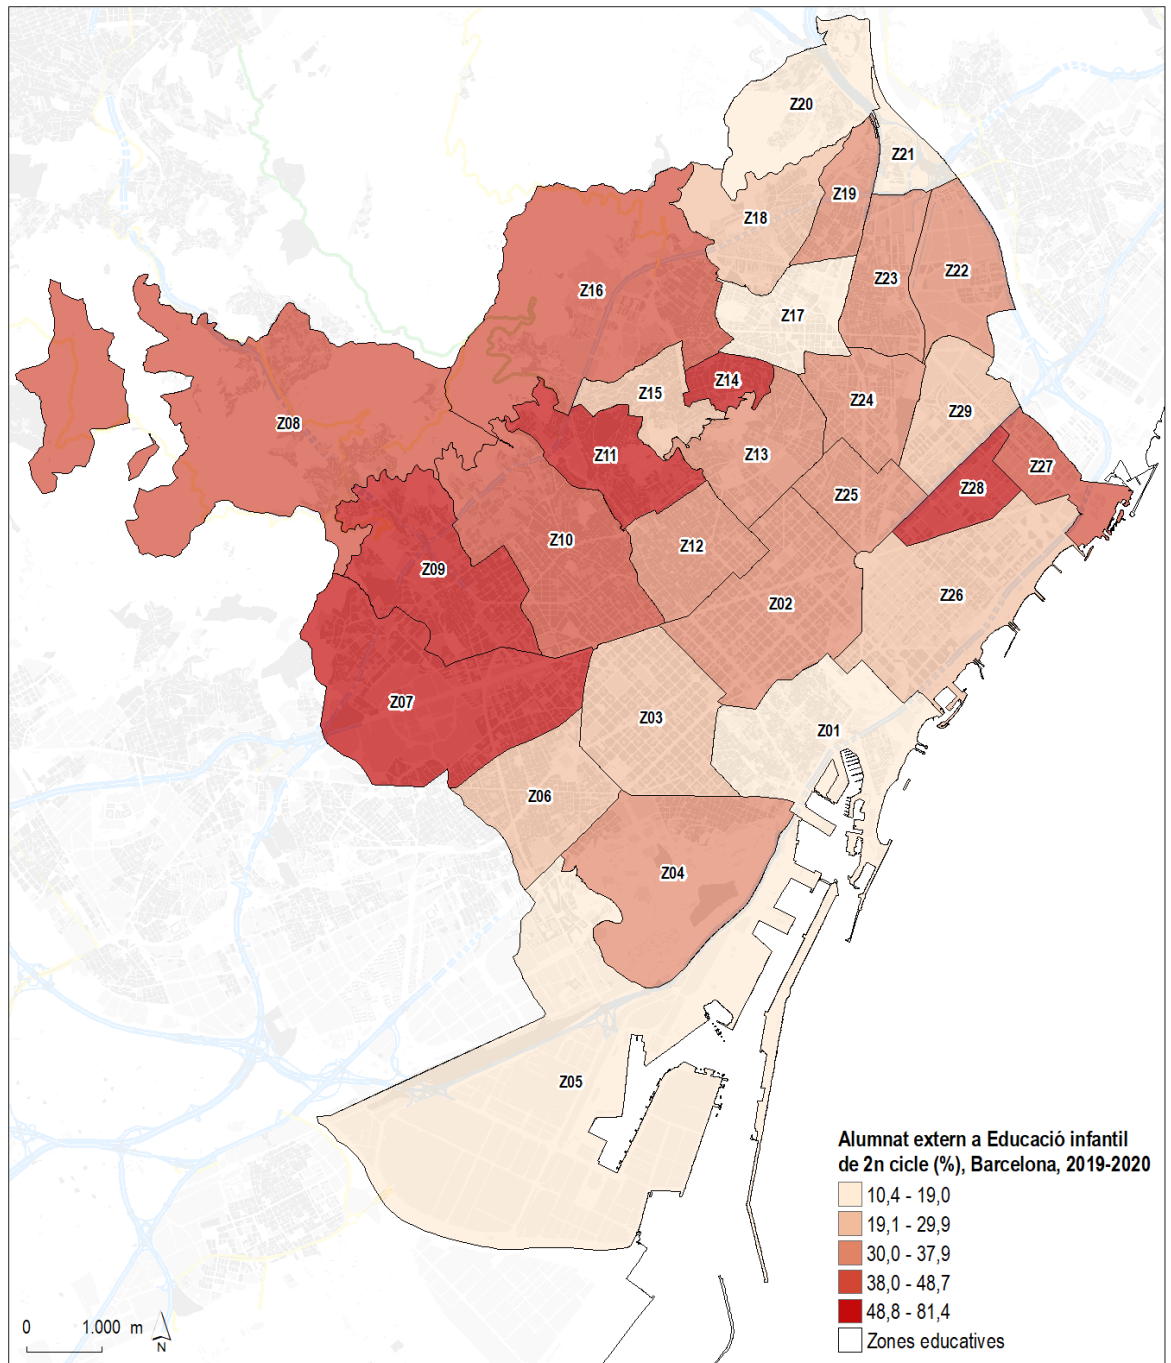 Z20
Z21
Z19
Z18
Z22
Z23
Z16
Z17
Z14
Z15
Z24
Z29
Z08
Z11
Z13
Z27
Z28
Z25
Z10
Z12
Z09
Z26
Z02
Z07
Z03
Z01
Z06
Z04
Z05
Alumnat extern a Educació infantil
de 2n cicle (%), Barcelona, 2019-2020
10,4 - 19,0
19,1 - 29,9
30,0 - 37,9
38,0 - 48,7
48,8 - 81,4
Zones educatives
0 1.000 m
N